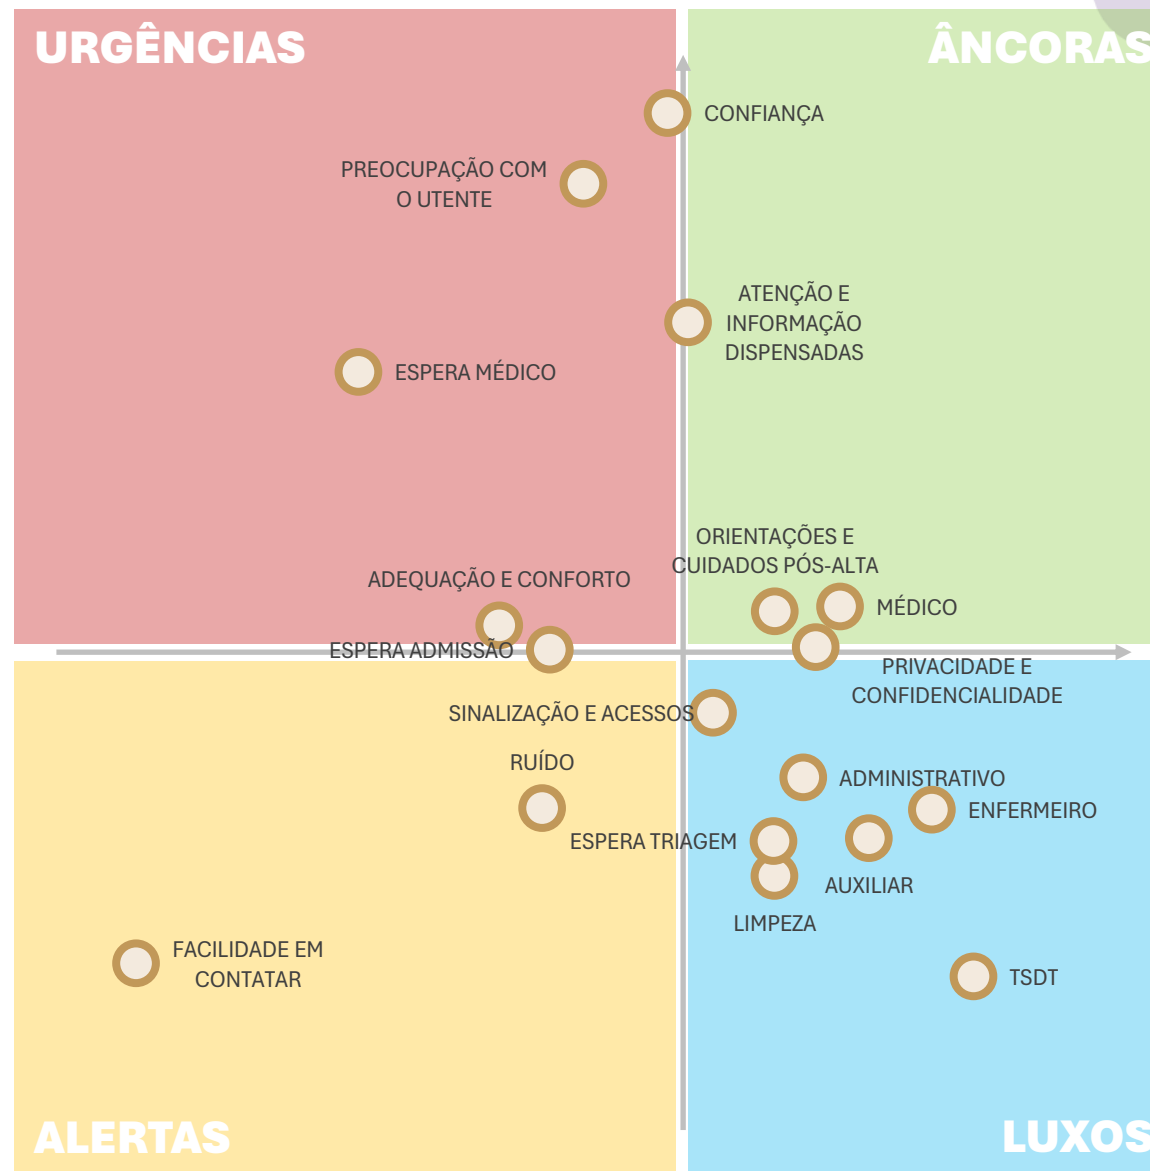 URGÊNCIAS
ÂNCORAS
CONFIANÇA
PREOCUPAÇÃO COM
O UTENTE
ATENÇÃO E
INFORMAÇÃO
DISPENSADAS
ESPERA MÉDICO
ORIENTAÇÕES E
CUIDADOS PÓS-ALTA
ADEQUAÇÃO E CONFORTO
MÉDICO
ESPERA ADMISSÃO
PRIVACIDADE E
CONFIDENCIALIDADE
SINALIZAÇÃO E ACESSOS
RUÍDO
ADMINISTRATIVO
ENFERMEIRO
ESPERA TRIAGEM
AUXILIAR
LIMPEZA
FACILIDADE EM
CONTATAR
TSDT
ALERTAS
LUXOS